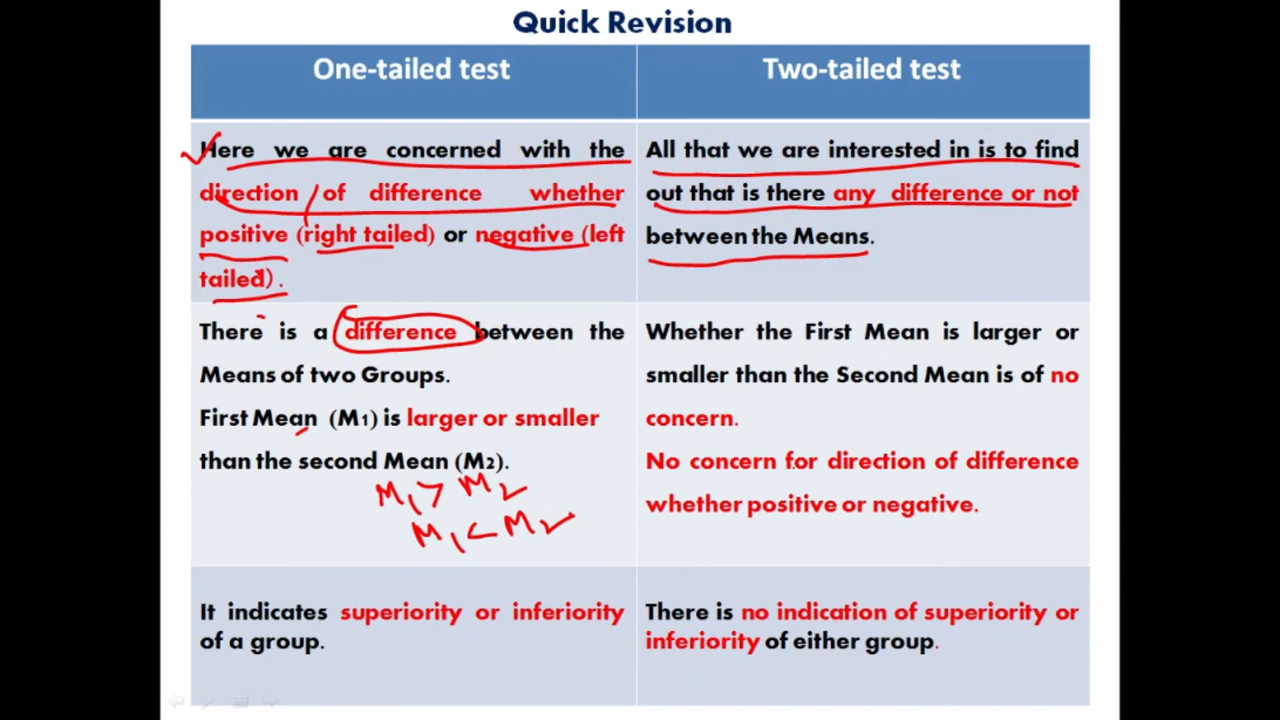 Quick Revision
One-tailed test
Two-tailed test
Here we are concerned with the
direction of difference whether
positive (right tailed) or negative (left
tailed).
All that we are interested in is to find
out that is there any difference or not
between the Means.
There is a difference between the
Means of two Groups.
First Mean (M1) is larger or smaller
than the second Mean (M2).
M1 > M2
M1 < M2
Whether the First Mean is larger or
smaller than the Second Mean is of no
concern.
No concern for direction of difference
whether positive or negative.
It indicates superiority or inferiority
of a group.
There is no indication of superiority or
inferiority of either group.